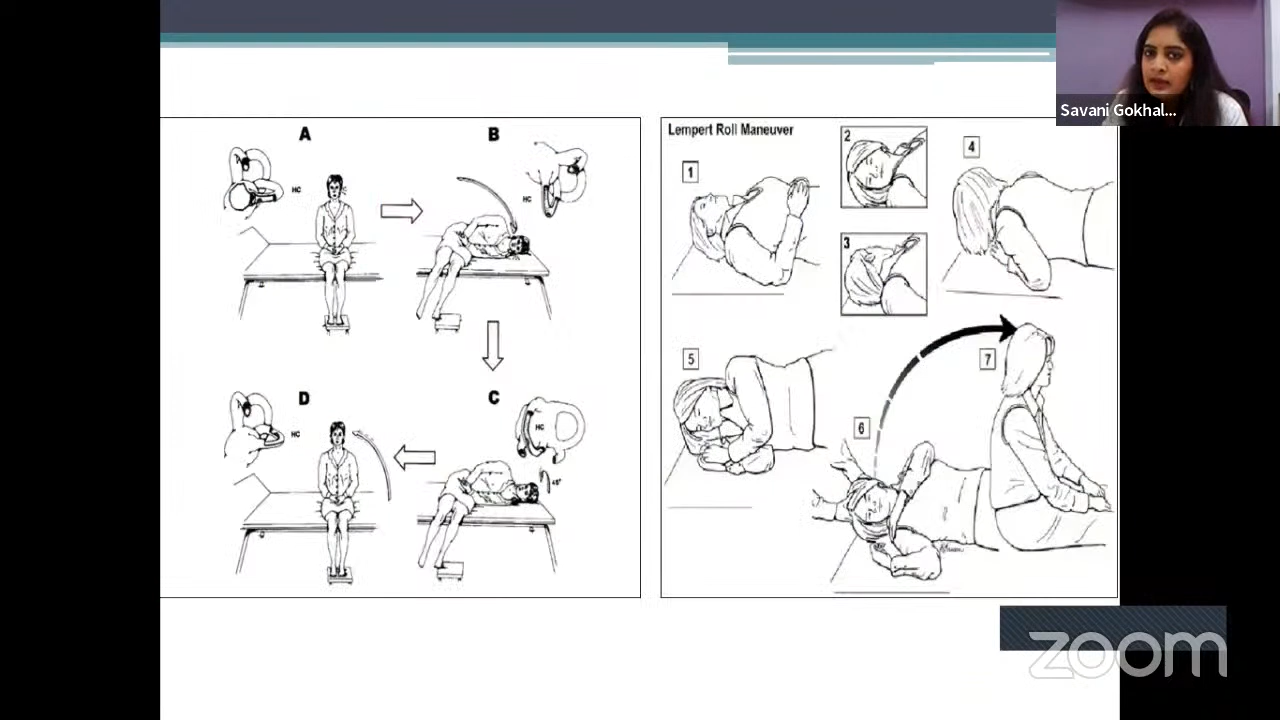 Savani Gokhal...
A
B
HC
HC
C
D
HC
HC
45°
Lempert Roll Maneuver
1
2
3
4
5
6
7
zoom